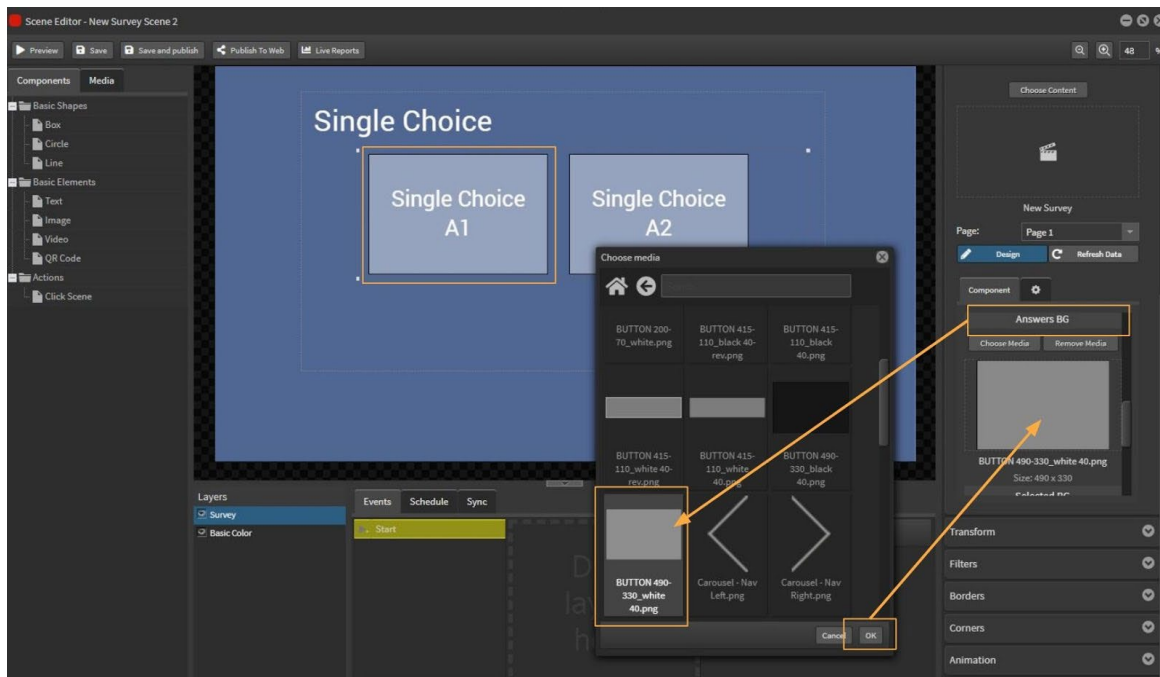 Scene Editor - New Survey Scene 2
Preview
Save
Save and publish
Publish To Web
Live Reports
48
Components
Media
Basic Shapes
Box
Circle
Line
Basic Elements
Text
Image
Video
QR Code
Actions
Click Scene
Single Choice
Single Choice
A1
Single Choice
A2
Layers
Survey
Basic Color
Events
Schedule
Sync
Start
Choose media
BUTTON 200-
70_white.png
BUTTON 415-
110_black 40-
rev.png
BUTTON 415-
110_black
40.png
BUTTON 415-
110_white 40-
rev.png
BUTTON 415-
110_white
40.png
BUTTON 490-
330_black
40.png
BUTTON 490-
330_white
40.png
Carousel - Nav
Left.png
Carousel - Nav
Right.png
Cancel
OK
Choose Content
New Survey
Page:
Page 1
Design
Refresh Data
Component
Answers BG
Choose Media
Remove Media
BUTTON 490-330_white 40.png
Size: 490 x 330
Selected BG
Transform
Filters
Borders
Corners
Animation